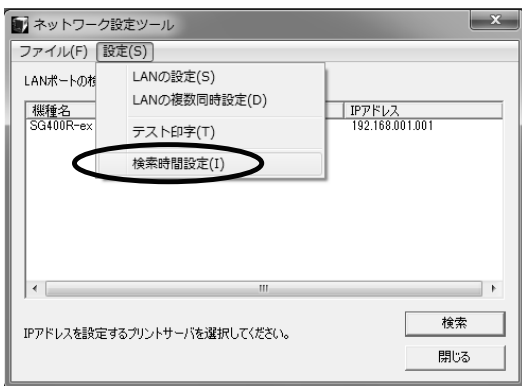 ネットワーク設定ツール
ファイル(F) 設定(S)
LANポートの検
LANの設定(S)
LANの複数同時設定(D)
テスト印字(T)
検索時間設定(I)
機種名 IPアドレス
SG400R-ex 192.168.001.001
IPアドレスを設定するプリントサーバを選択してください。
検索
閉じる